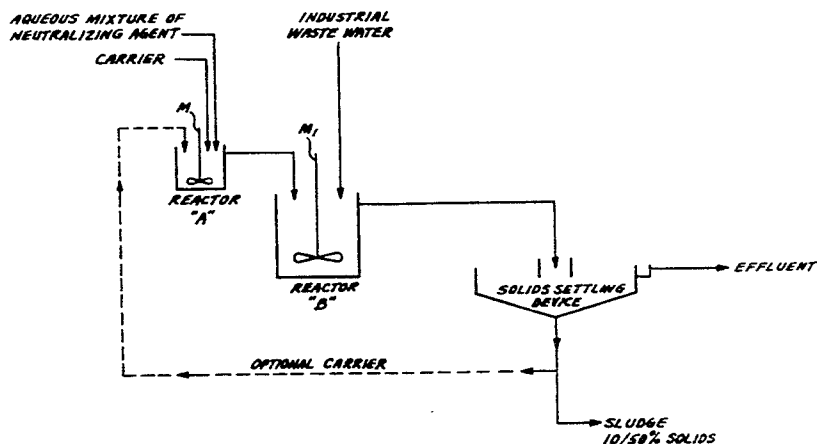 AQUEOUS MIXTURE OF
NEUTRALIZING AGENT
CARRIER
INDUSTRIAL
WASTE WATER
M
M₁
REACTOR
"A"
REACTOR
"B"
SOLIDS SETTLING
DEVICE
EFFLUENT
OPTIONAL CARRIER
SLUDGE
10/50% SOLIDS